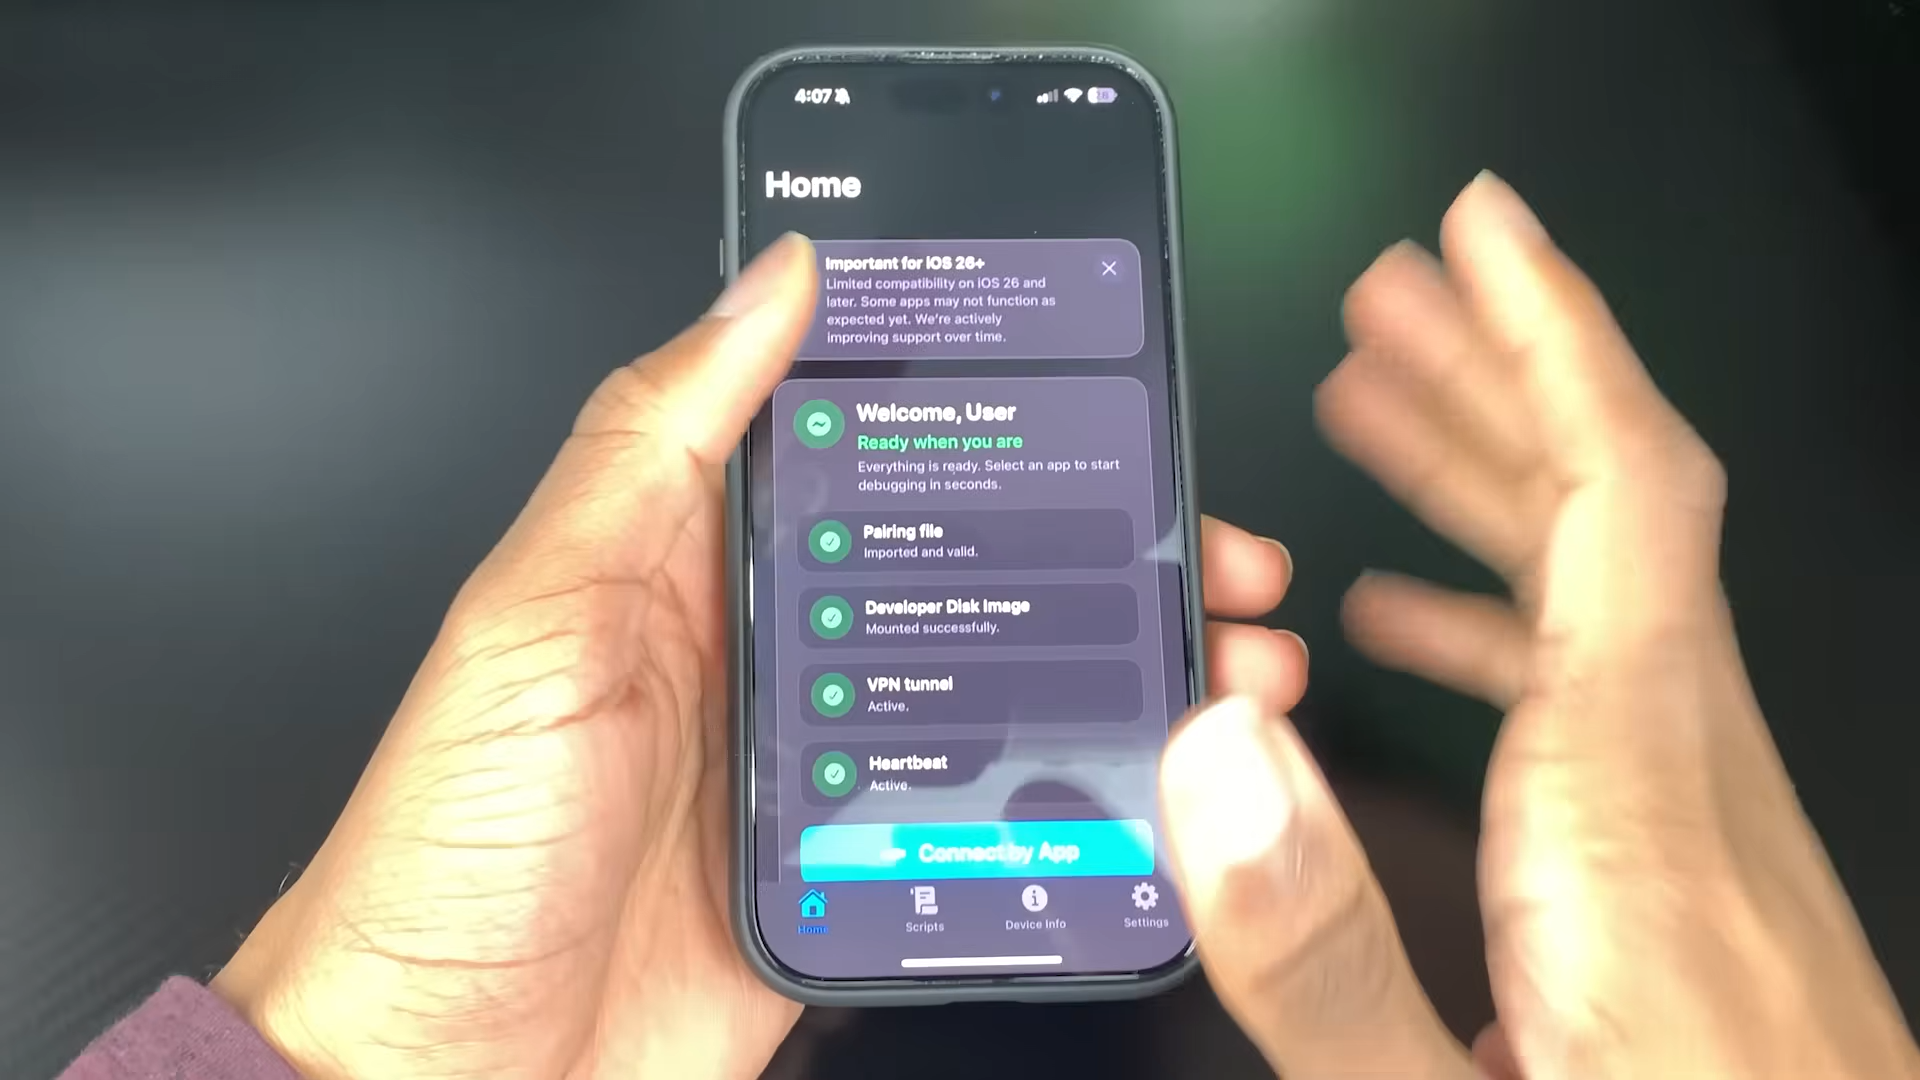 4:07
Home
Important for iOS 26+
Limited compatibility on iOS 26 and
later. Some apps may not function as
expected yet. We're actively
improving support over time.
Welcome, User
Ready when you are
Everything is ready. Select an app to start
debugging in seconds.
Pairing file
Imported and valid.
Developer Disk Image
Mounted successfully.
VPN tunnel
Active.
Heartbeat
Active.
Connect by App
Home
Scripts
Device Info
Settings